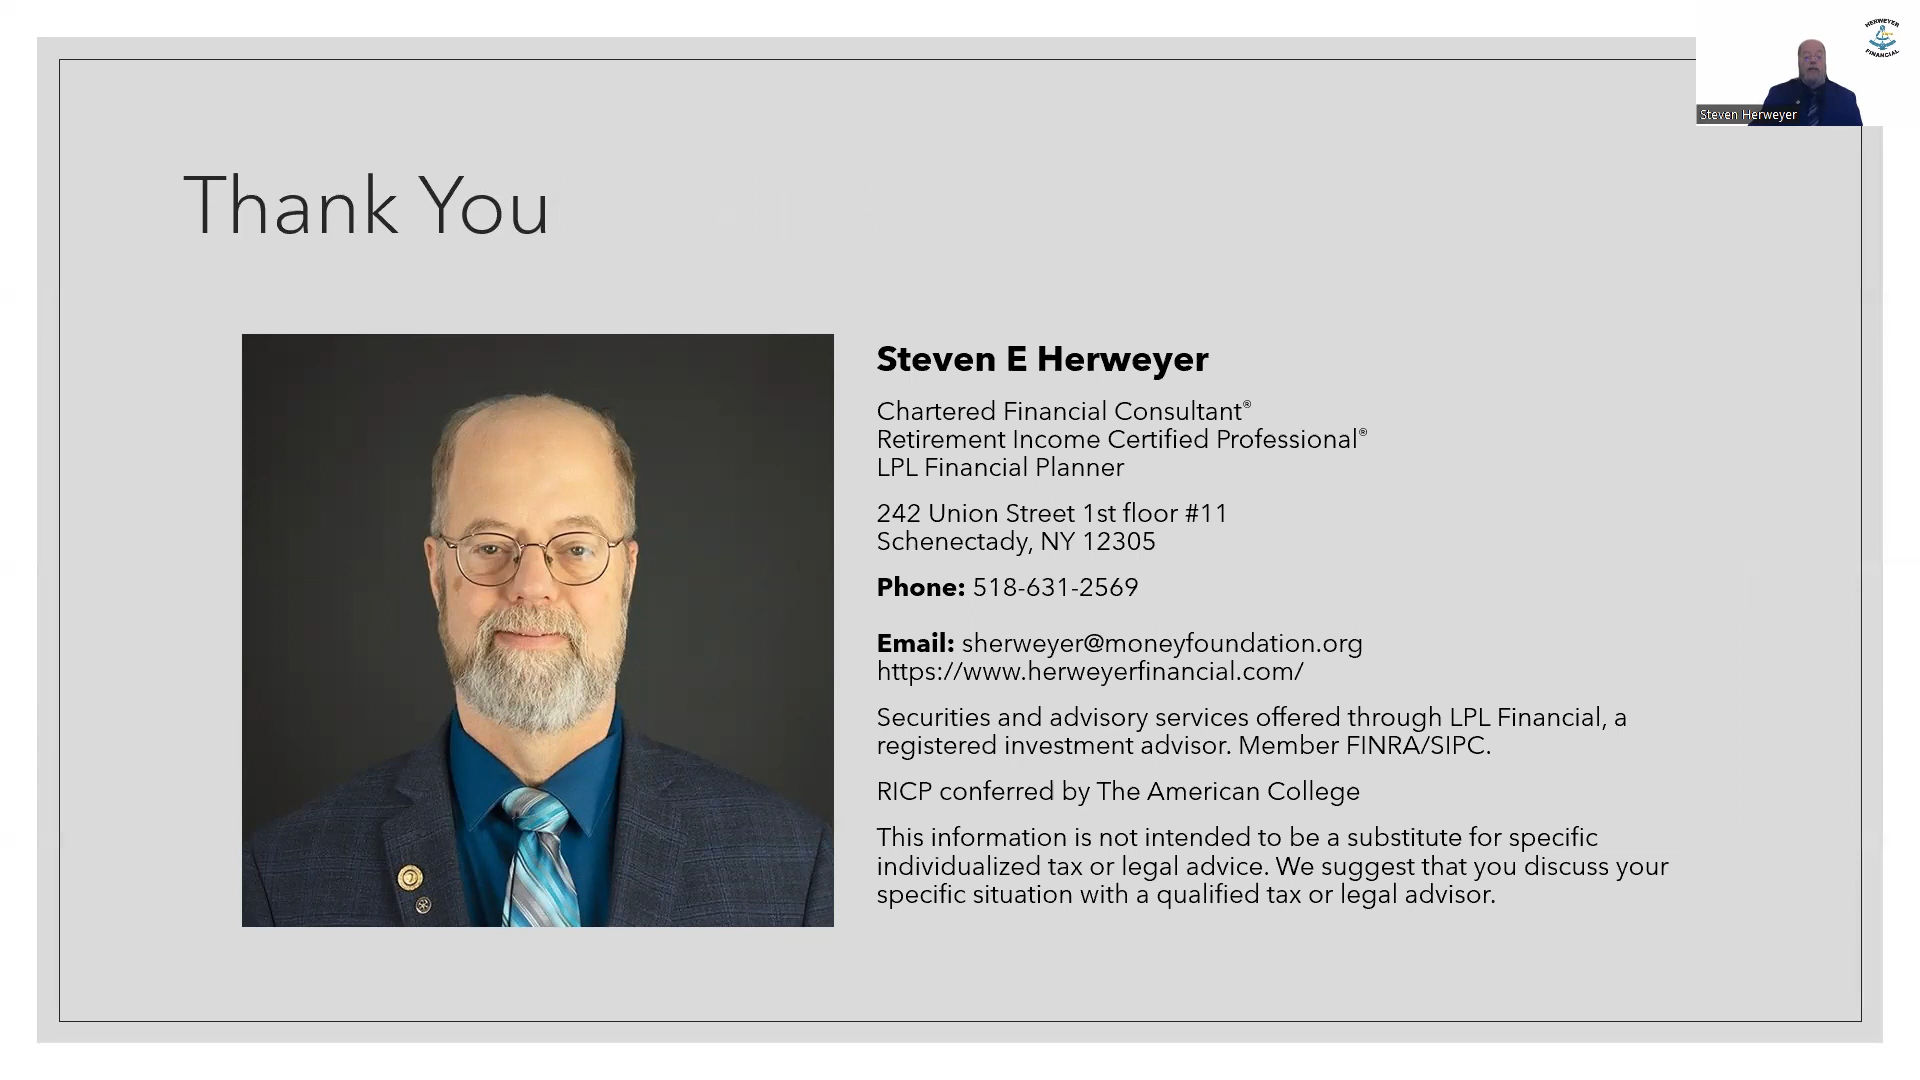 HERWEYER
FINANCIAL
Steven Herweyer
Thank You
Steven E Herweyer
Chartered Financial Consultant®
Retirement Income Certified Professional®
LPL Financial Planner
242 Union Street 1st floor #11
Schenectady, NY 12305
Phone: 518-631-2569
Email: sherweyer@moneyfoundation.org
https://www.herweyerfinancial.com/
Securities and advisory services offered through LPL Financial, a
registered investment advisor. Member FINRA/SIPC.
RICP conferred by The American College
This information is not intended to be a substitute for specific
individualized tax or legal advice. We suggest that you discuss your
specific situation with a qualified tax or legal advisor.